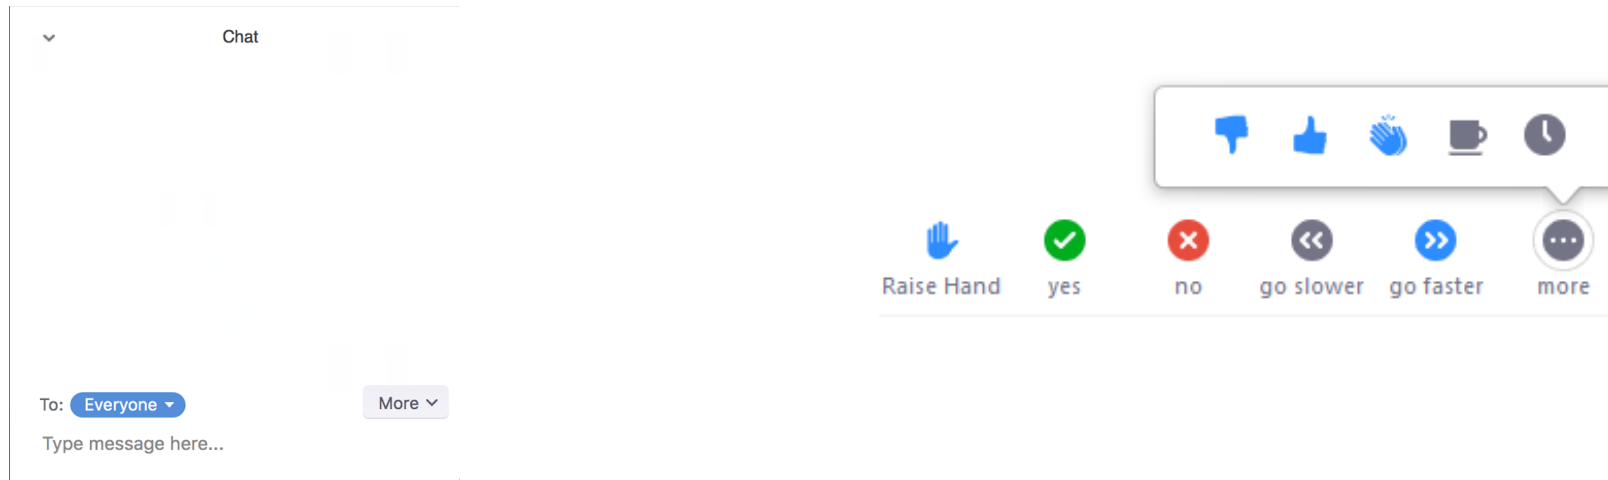 Chat
To: Everyone
More
Type message here...
Raise Hand
yes
no
go slower
go faster
more